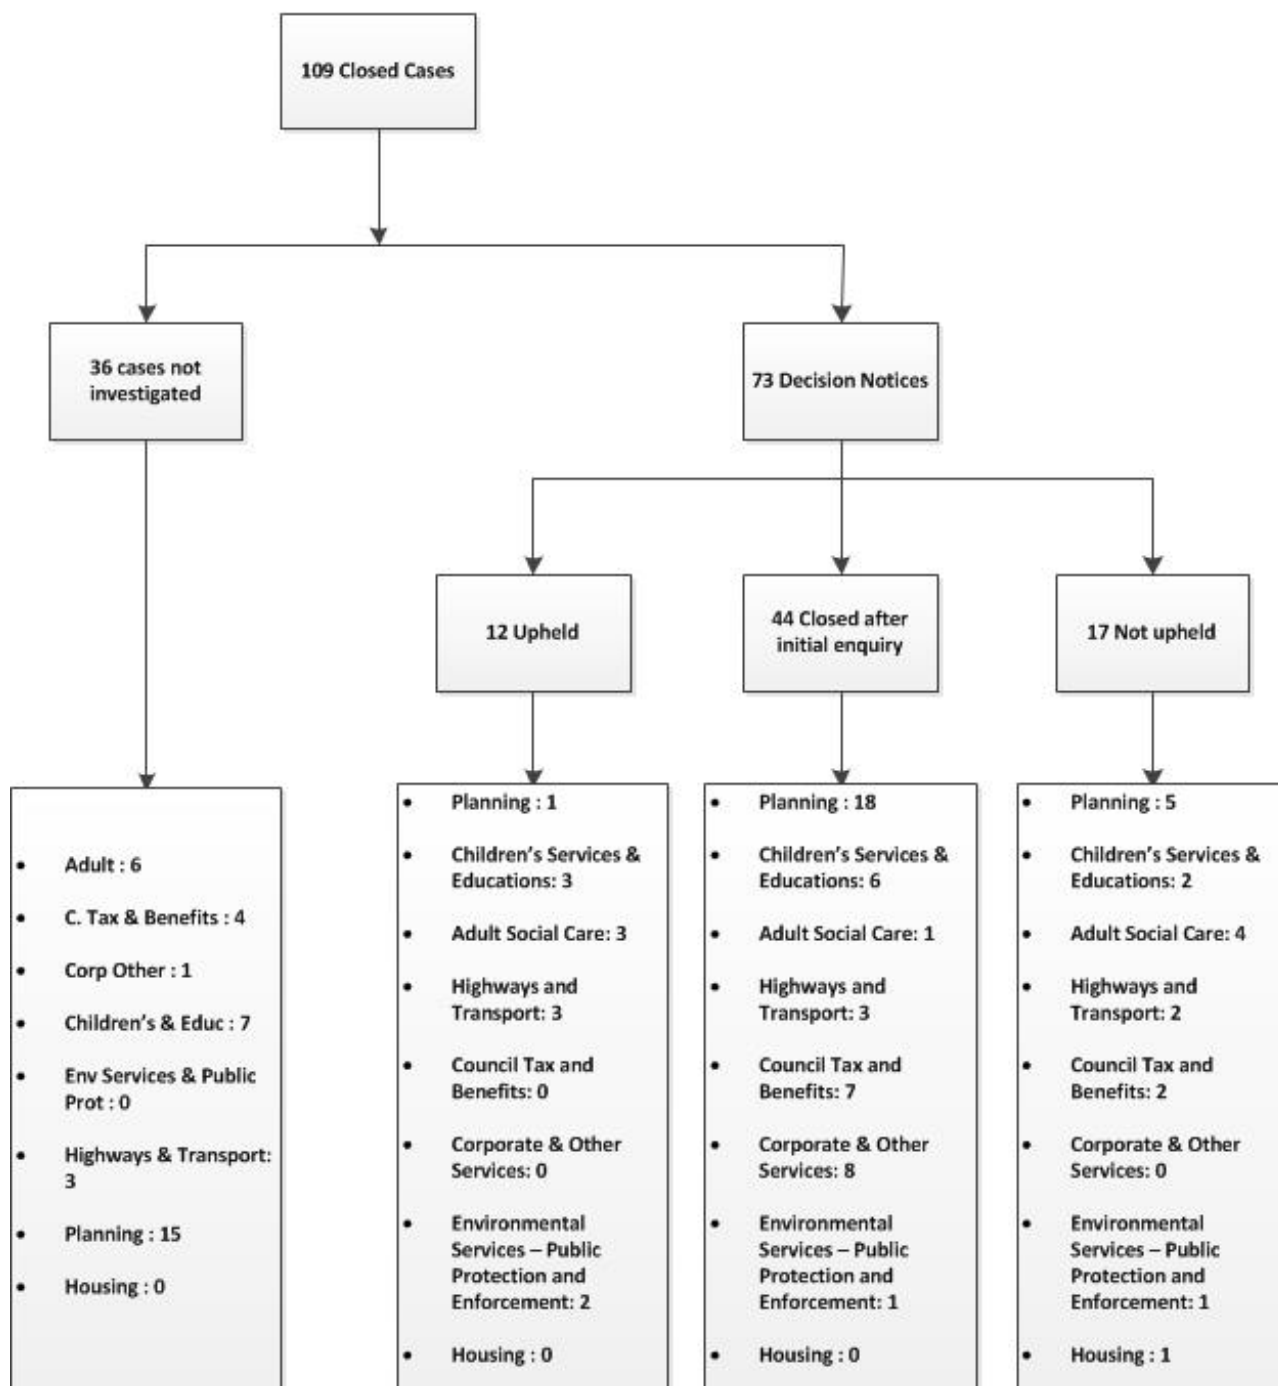 109 Closed Cases
36 cases not
investigated
73 Decision Notices
12 Upheld
44 Closed after
initial enquiry
17 Not upheld
• Adult : 6
• C. Tax & Benefits : 4
• Corp Other : 1
• Children's & Educ : 7
• Env Services & Public
Prot : 0
• Highways & Transport:
3
• Planning : 15
• Housing : 0
• Planning : 1
• Children's Services &
Educations: 3
• Adult Social Care: 3
• Highways and
Transport: 3
• Council Tax and
Benefits: 0
• Corporate & Other
Services: 0
• Environmental
Services – Public
Protection and
Enforcement: 2
• Housing : 0
• Planning : 18
• Children's Services &
Educations: 6
• Adult Social Care: 1
• Highways and
Transport: 3
• Council Tax and
Benefits: 7
• Corporate & Other
Services: 8
• Environmental
Services – Public
Protection and
Enforcement: 1
• Housing : 0
• Planning : 5
• Children's Services &
Educations: 2
• Adult Social Care: 4
• Highways and
Transport: 2
• Council Tax and
Benefits: 2
• Corporate & Other
Services: 0
• Environmental
Services – Public
Protection and
Enforcement: 1
• Housing : 1